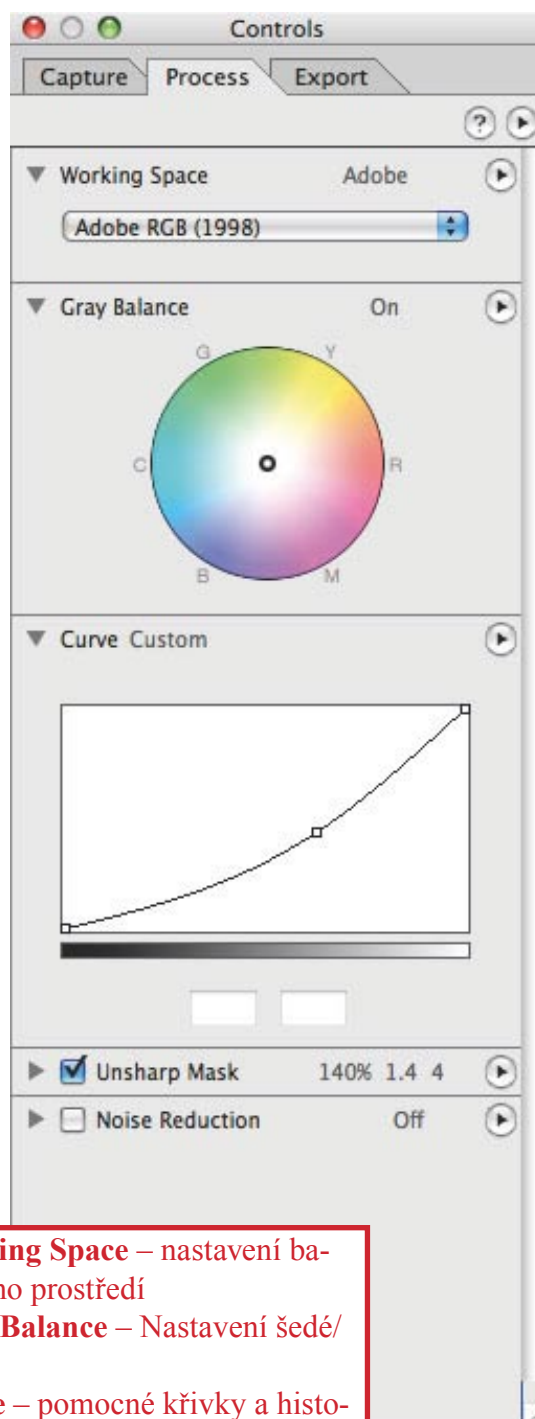 Controls
Capture Process Export
?
Working Space Adobe
Adobe RGB (1998)
Gray Balance On
G Y
C R
B M
Curve Custom
Unsharp Mask 140% 1.4 4
Noise Reduction Off
ing Space – nastavení ba-
no prostředí
Balance – Nastavení šedé/
e – pomocné křivky a histo-